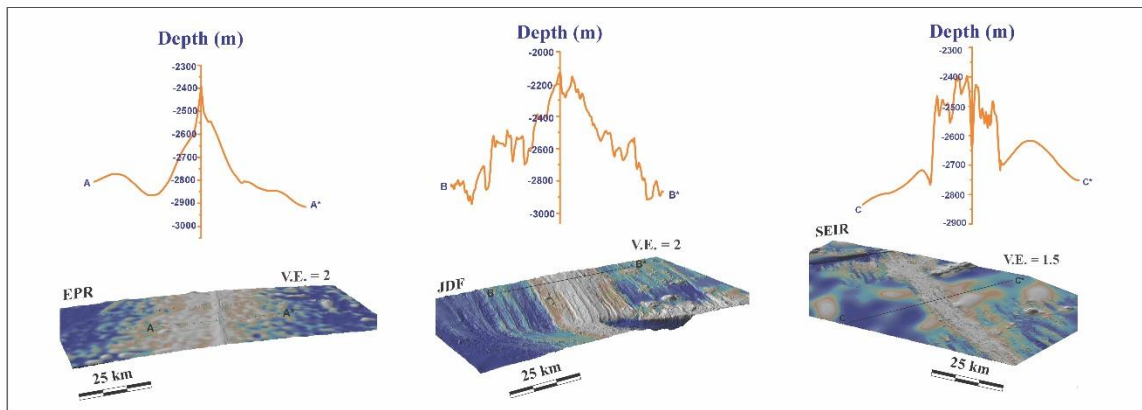 Depth (m)
-2300
-2400
-2500
-2600
-2700
-2800
-2900
-3000
A
A*
EPR
V.E. = 2
A
A*
25 km
Depth (m)
-2000
-2200
-2400
-2600
-2800
-3000
B
B*
JDF
V.E. = 2
B
B*
25 km
Depth (m)
-2300
-2400
-2500
-2600
-2700
-2800
-2900
C
C*
SEIR
V.E. = 1.5
C
C*
25 km